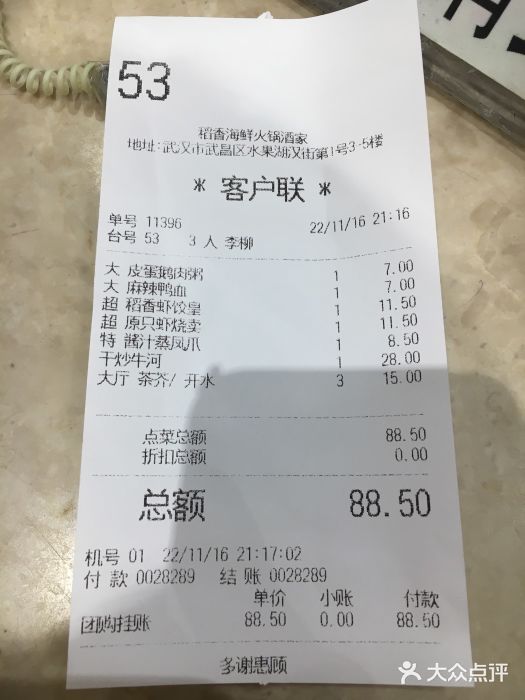 53
稻香海鲜火锅酒家
地址:武汉市武昌区水果湖汉街第1号3-5楼
* 客户联 *
单号 11396 22/11/16 21:16
台号 53 3 人 李柳
大 皮蛋鹅肉粥 1 7.00
大 麻辣鸭血 1 7.00
超 稻香虾饺皇 1 11.50
超 原只虾烧卖 1 11.50
特 酱汁蒸凤爪 1 8.50
干炒牛河 1 28.00
大厅 茶芥/ 开水 3 15.00
点菜总额 88.50
折扣总额 0.00
总额 88.50
机号 01 22/11/16 21:17:02
付 款 0028289 结 账 0028289
单价 小账 付款
团购挂账 88.50 0.00 88.50
多谢惠顾
大众点评